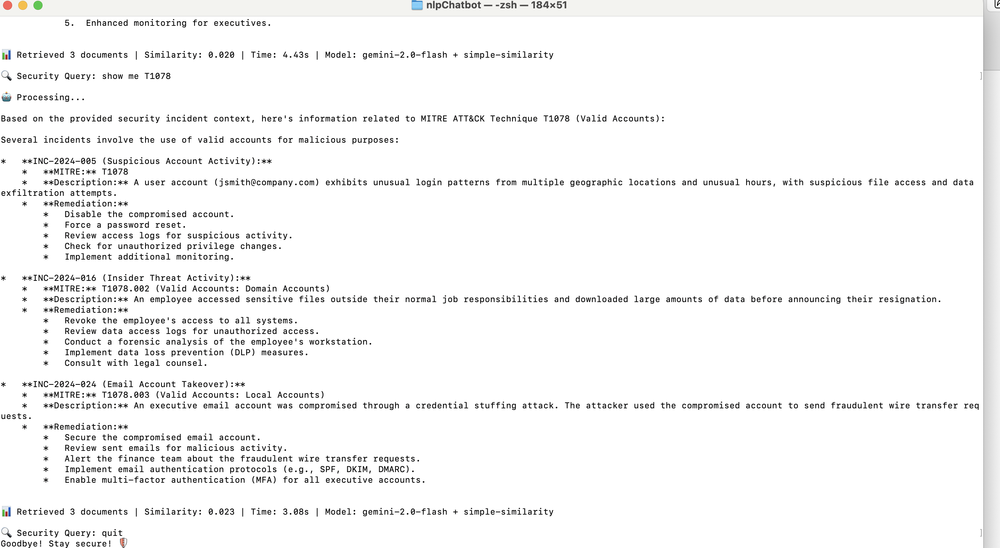 nlpChatbot — -zsh — 184×51
5.  Enhanced monitoring for executives.
Retrieved 3 documents | Similarity: 0.020 | Time: 4.43s | Model: gemini-2.0-flash + simple-similarity
Security Query: show me T1078
Processing...
Based on the provided security incident context, here's information related to MITRE ATT&CK Technique T1078 (Valid Accounts):
Several incidents involve the use of valid accounts for malicious purposes:
*   **INC-2024-005 (Suspicious Account Activity):**
    *   **MITRE:** T1078
    *   **Description:** A user account (jsmith@company.com) exhibits unusual login patterns from multiple geographic locations and unusual hours, with suspicious file access and data
exfiltration attempts.
    *   **Remediation:**
        *   Disable the compromised account.
        *   Force a password reset.
        *   Review access logs for suspicious activity.
        *   Check for unauthorized privilege changes.
        *   Implement additional monitoring.
*   **INC-2024-016 (Insider Threat Activity):**
    *   **MITRE:** T1078.002 (Valid Accounts: Domain Accounts)
    *   **Description:** An employee accessed sensitive files outside their normal job responsibilities and downloaded large amounts of data before announcing their resignation.
    *   **Remediation:**
        *   Revoke the employee's access to all systems.
        *   Review data access logs for unauthorized access.
        *   Conduct a forensic analysis of the employee's workstation.
        *   Implement data loss prevention (DLP) measures.
        *   Consult with legal counsel.
*   **INC-2024-024 (Email Account Takeover):**
    *   **MITRE:** T1078.003 (Valid Accounts: Local Accounts)
    *   **Description:** An executive email account was compromised through a credential stuffing attack. The attacker used the compromised account to send fraudulent wire transfer req
uests.
    *   **Remediation:**
        *   Secure the compromised email account.
        *   Review sent emails for malicious activity.
        *   Alert the finance team about the fraudulent wire transfer requests.
        *   Implement email authentication protocols (e.g., SPF, DKIM, DMARC).
        *   Enable multi-factor authentication (MFA) for all executive accounts.
Retrieved 3 documents | Similarity: 0.023 | Time: 3.08s | Model: gemini-2.0-flash + simple-similarity
Security Query: quit
Goodbye! Stay secure!